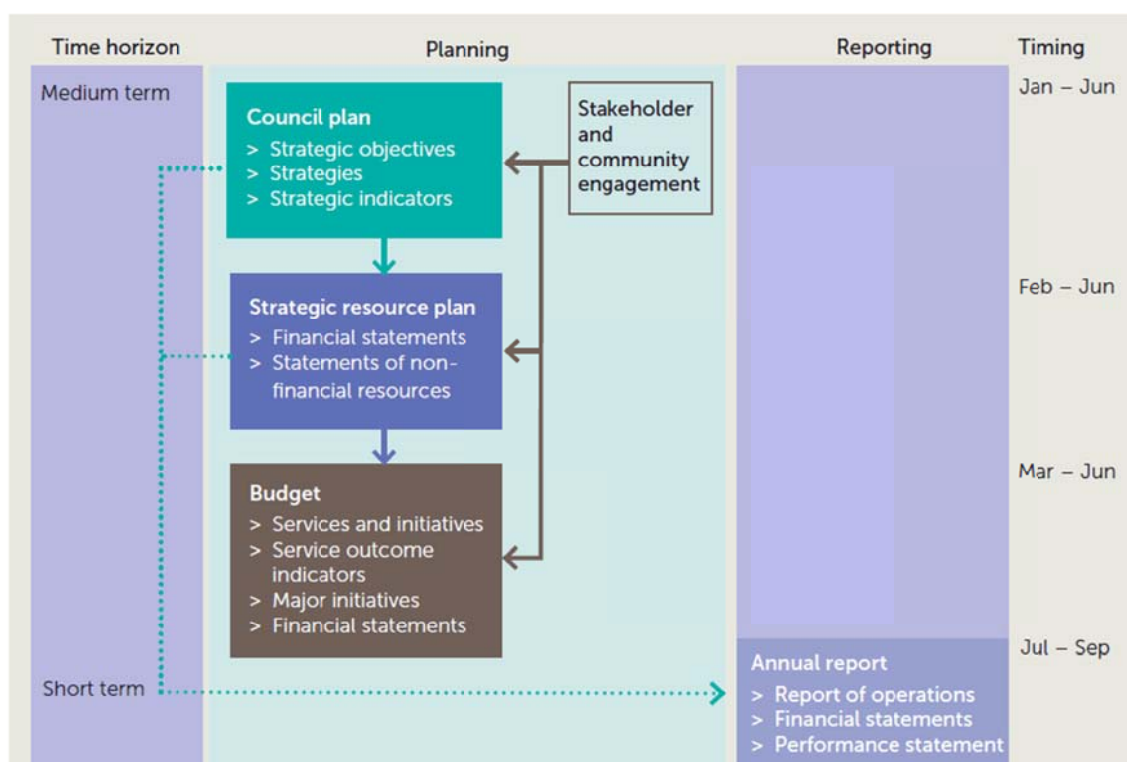 Time horizon
Planning
Reporting
Timing
Medium term
Council plan
> Strategic objectives
> Strategies
> Strategic indicators
Stakeholder
and
community
engagement
Jan – Jun
Strategic resource plan
> Financial statements
> Statements of non-
financial resources
Feb – Jun
Budget
> Services and initiatives
> Service outcome
indicators
> Major initiatives
> Financial statements
Mar – Jun
Short term
Annual report
> Report of operations
> Financial statements
> Performance statement
Jul – Sep